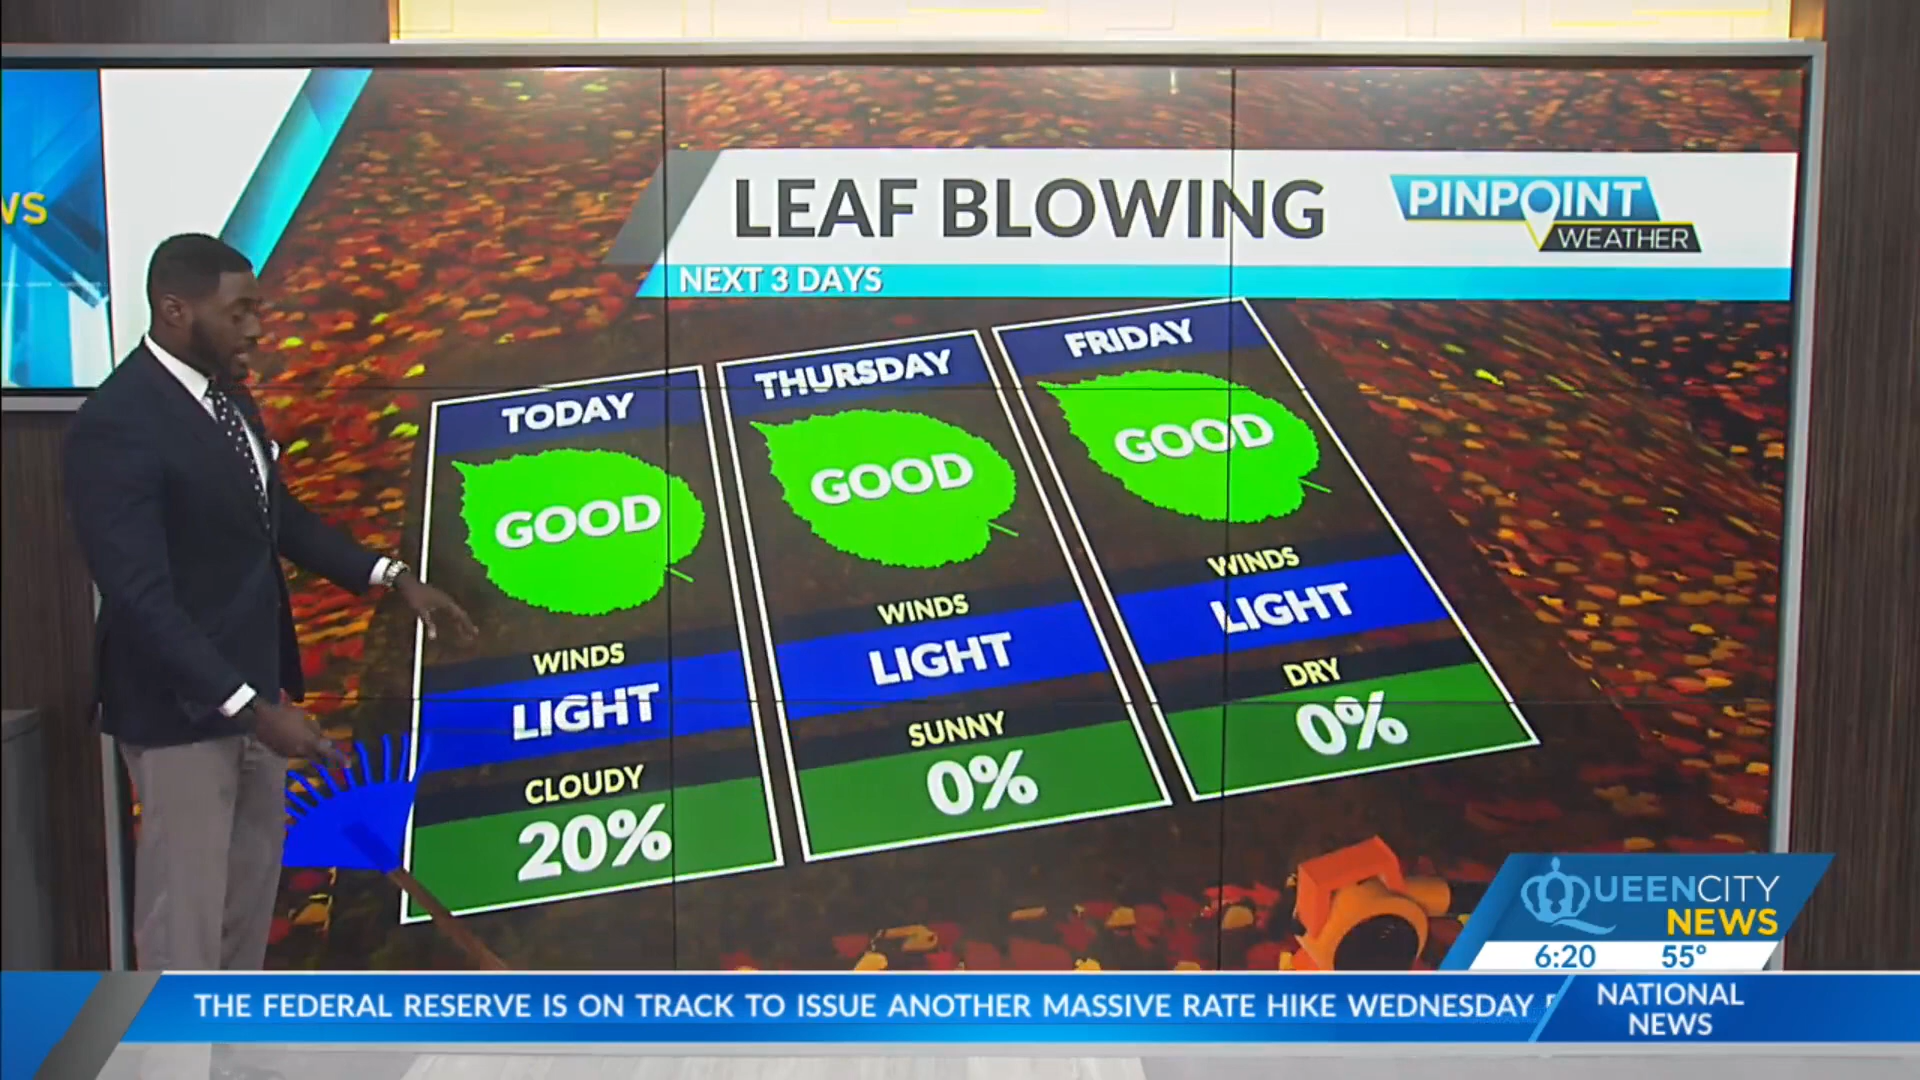 LEAF BLOWING
PINPOINT
WEATHER
NEXT 3 DAYS
TODAY
GOOD
WINDS
LIGHT
CLOUDY
20%
THURSDAY
GOOD
WINDS
LIGHT
SUNNY
0%
FRIDAY
GOOD
WINDS
LIGHT
DRY
0%
QUEENCITY
NEWS
6:20 55°
THE FEDERAL RESERVE IS ON TRACK TO ISSUE ANOTHER MASSIVE RATE HIKE WEDNESDAY
NATIONAL
NEWS